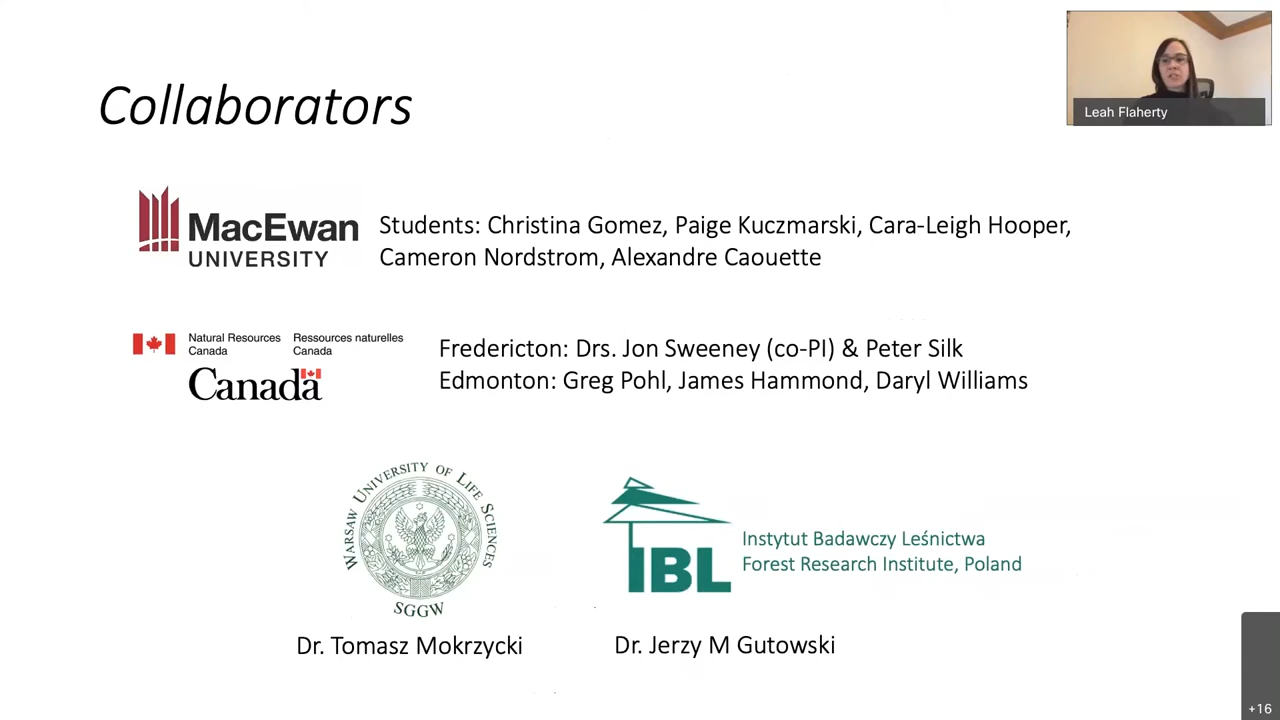 Collaborators
Leah Flaherty
MacEwan
UNIVERSITY
Students: Christina Gomez, Paige Kuczmarski, Cara-Leigh Hooper,
Cameron Nordstrom, Alexandre Caouette
Natural Resources
Canada
Ressources naturelles
Canada
Canada
Fredericton: Drs. Jon Sweeney (co-PI) & Peter Silk
Edmonton: Greg Pohl, James Hammond, Daryl Williams
WARSAW UNIVERSITY OF LIFE SCIENCES
SGGW
IBL
Instytut Badawczy Leśnictwa
Forest Research Institute, Poland
Dr. Tomasz Mokrzycki
Dr. Jerzy M Gutowski
+16